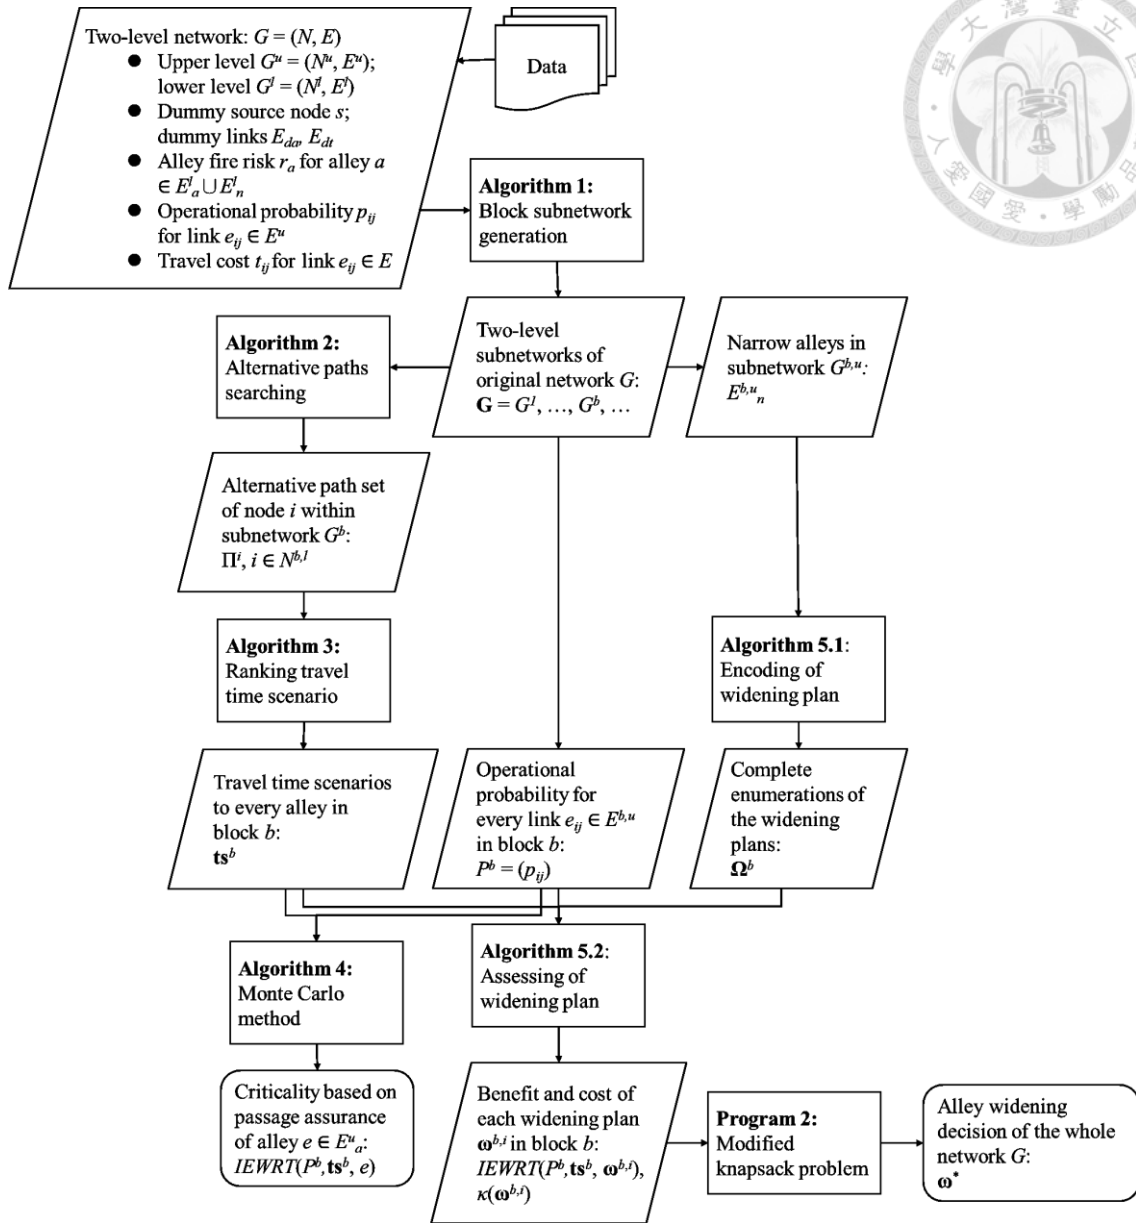 Two-level network: G = (N, E)
● Upper level Gᵘ = (Nᵘ, Eᵘ);
lower level Gˡ = (Nˡ, Eˡ)
● Dummy source node s;
dummy links E_da, E_dt
● Alley fire risk r_a for alley a
∈ Eˡ_a ∪ Eˡ_n
● Operational probability p_ij
for link e_ij ∈ Eᵘ
● Travel cost t_ij for link e_ij ∈ E
Data
Algorithm 1:
Block subnetwork
generation
Algorithm 2:
Alternative paths
searching
Two-level
subnetworks of
original network G:
G = G¹, …, Gᵇ, …
Narrow alleys in
subnetwork G^{b,u}:
E^{b,u}_n
Alternative path set
of node i within
subnetwork Gᵇ:
Πⁱ, i ∈ N^{b,l}
Algorithm 3:
Ranking travel
time scenario
Algorithm 5.1:
Encoding of
widening plan
Travel time scenarios
to every alley in
block b:
tsᵇ
Operational
probability for
every link e_ij ∈ E^{b,u}
in block b:
Pᵇ = (p_ij)
Complete
enumerations of
the widening
plans:
Ωᵇ
Algorithm 4:
Monte Carlo
method
Algorithm 5.2:
Assessing of
widening plan
Criticality based on
passage assurance
of alley e ∈ Eᵘ_a:
IEWRT(Pᵇ, tsᵇ, e)
Benefit and cost of
each widening plan
ω^{b,i} in block b:
IEWRT(Pᵇ, tsᵇ, ω^{b,i}),
κ(ω^{b,i})
Program 2:
Modified
knapsack problem
Alley widening
decision of the whole
network G:
ω*